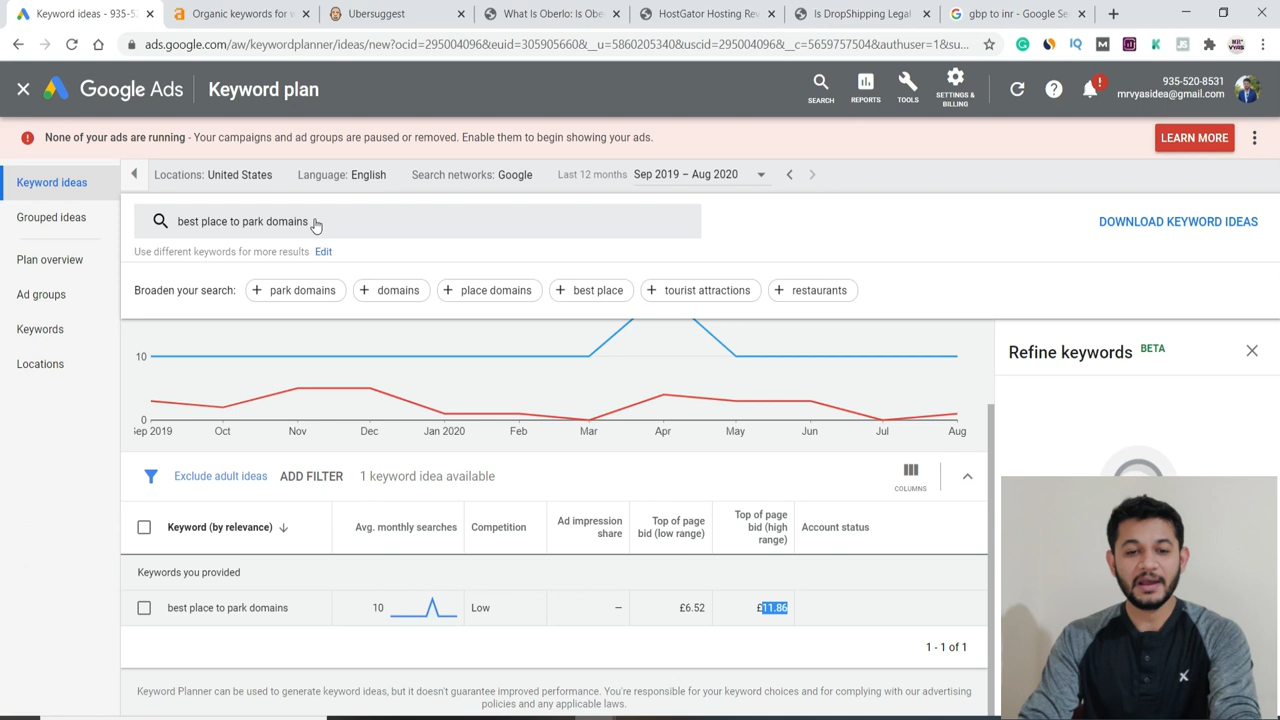 Keyword ideas - 935-52
Organic keywords for w
Ubersuggest
What Is Oberlo: Is Obe
HostGator Hosting Rev
Is DropShipping Legal
gbp to inr - Google Se
ads.google.com/aw/keywordplanner/ideas/new?ocid=295004096&euid=305905660&__u=5860205340&uscid=295004096&__c=5659757504&authuser=1&su...
Google Ads
Keyword plan
SEARCH
REPORTS
TOOLS
SETTINGS & BILLING
935-520-8531
mrvyasidea@gmail.com
None of your ads are running - Your campaigns and ad groups are paused or removed. Enable them to begin showing your ads.
LEARN MORE
Keyword ideas
Grouped ideas
Plan overview
Ad groups
Keywords
Locations
Locations: United States
Language: English
Search networks: Google
Last 12 months
Sep 2019 – Aug 2020
best place to park domains
DOWNLOAD KEYWORD IDEAS
Use different keywords for more results Edit
Broaden your search:
+ park domains
+ domains
+ place domains
+ best place
+ tourist attractions
+ restaurants
10
0
Sep 2019
Oct
Nov
Dec
Jan 2020
Feb
Mar
Apr
May
Jun
Jul
Aug
Refine keywords BETA
Exclude adult ideas
ADD FILTER
1 keyword idea available
COLUMNS
Keyword (by relevance)
Avg. monthly searches
Competition
Ad impression share
Top of page bid (low range)
Top of page bid (high range)
Account status
Keywords you provided
best place to park domains
10
Low
–
£6.52
£11.86
1 - 1 of 1
Keyword Planner can be used to generate keyword ideas, but it doesn't guarantee improved performance. You're responsible for your keyword choices and for complying with our advertising
policies and any applicable laws.